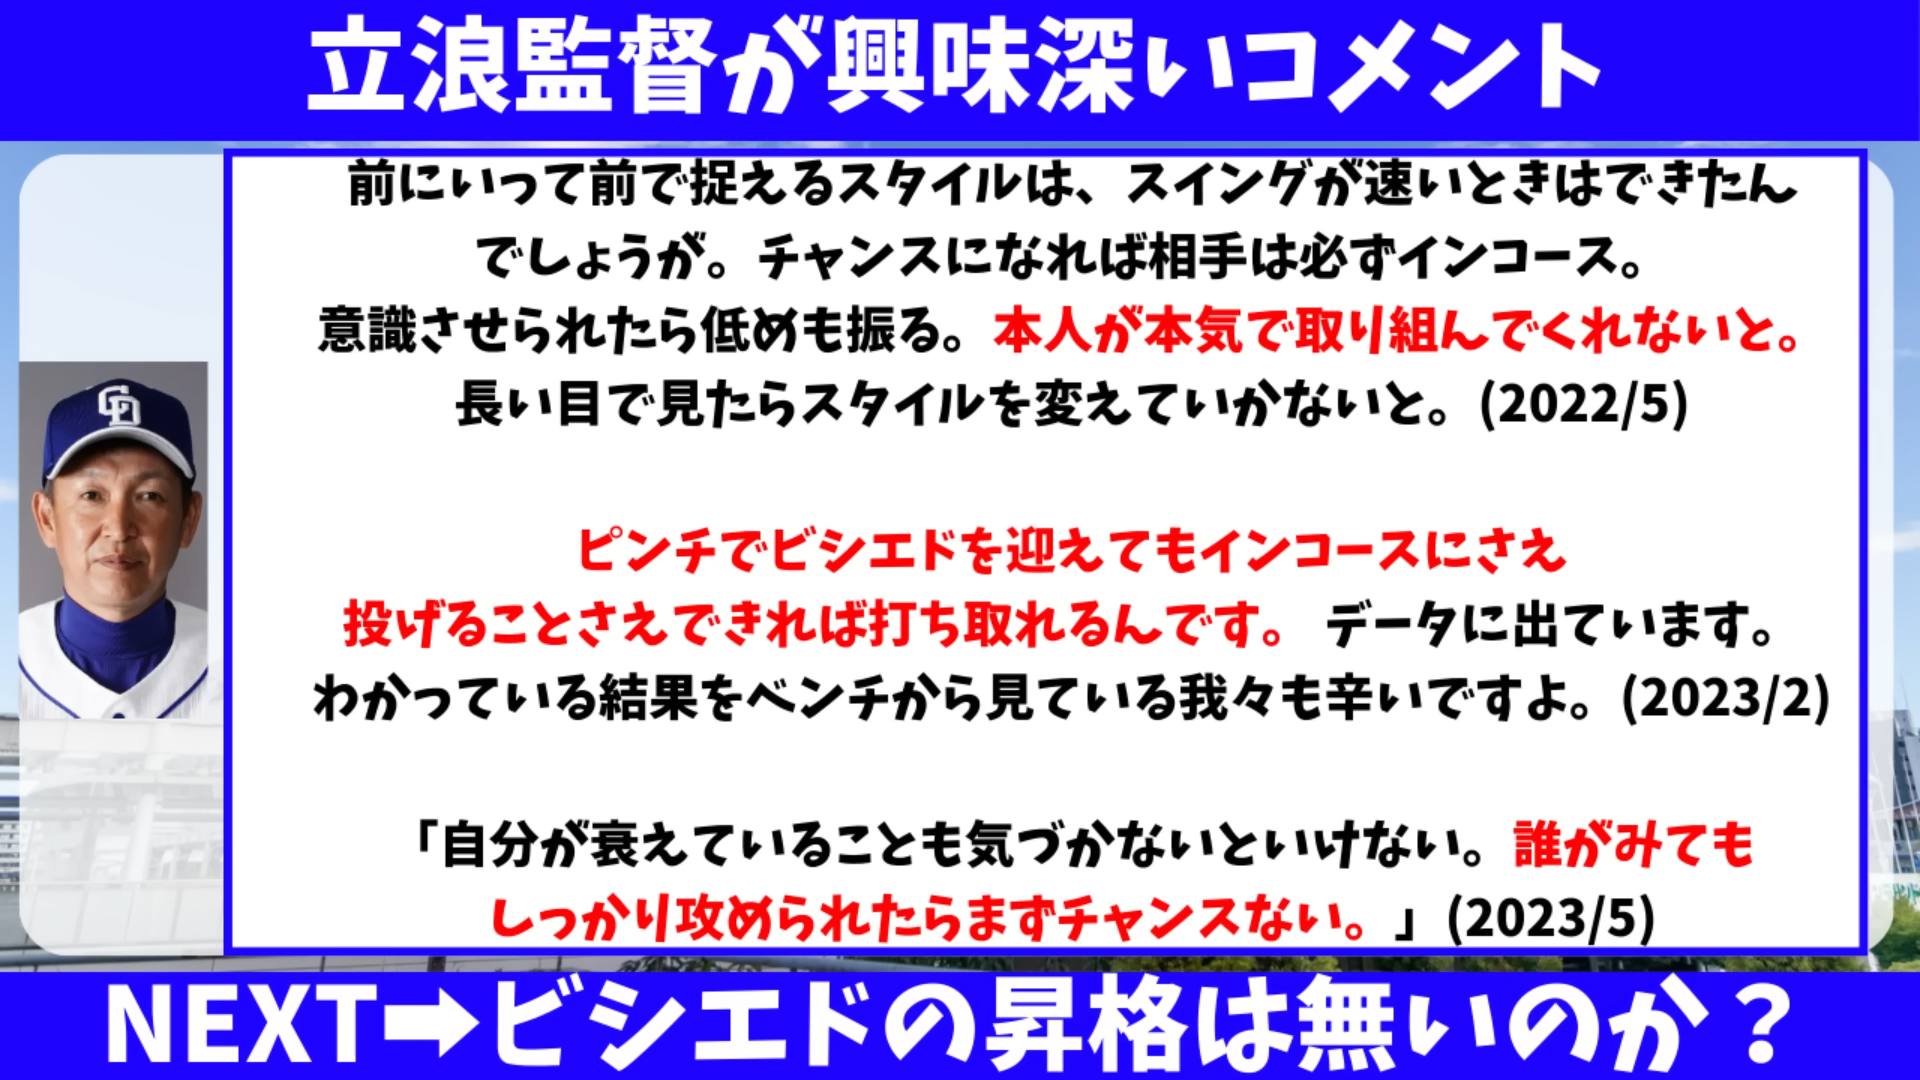 立浪監督が興味深いコメント
前にいって前で捉えるスタイルは、スイングが速いときはできたん
でしょうが。チャンスになれば相手は必ずインコース。
意識させられたら低めも振る。本人が本気で取り組んでくれないと。
長い目で見たらスタイルを変えていかないと。(2022/5)
ピンチでビシエドを迎えてもインコースにさえ
投げることさえできれば打ち取れるんです。 データに出ています。
わかっている結果をベンチから見ている我々も辛いですよ。(2023/2)
「自分が衰えていることも気づかないといけない。誰がみても
しっかり攻められたらまずチャンスない。」(2023/5)
NEXT➡ビシエドの昇格は無いのか？